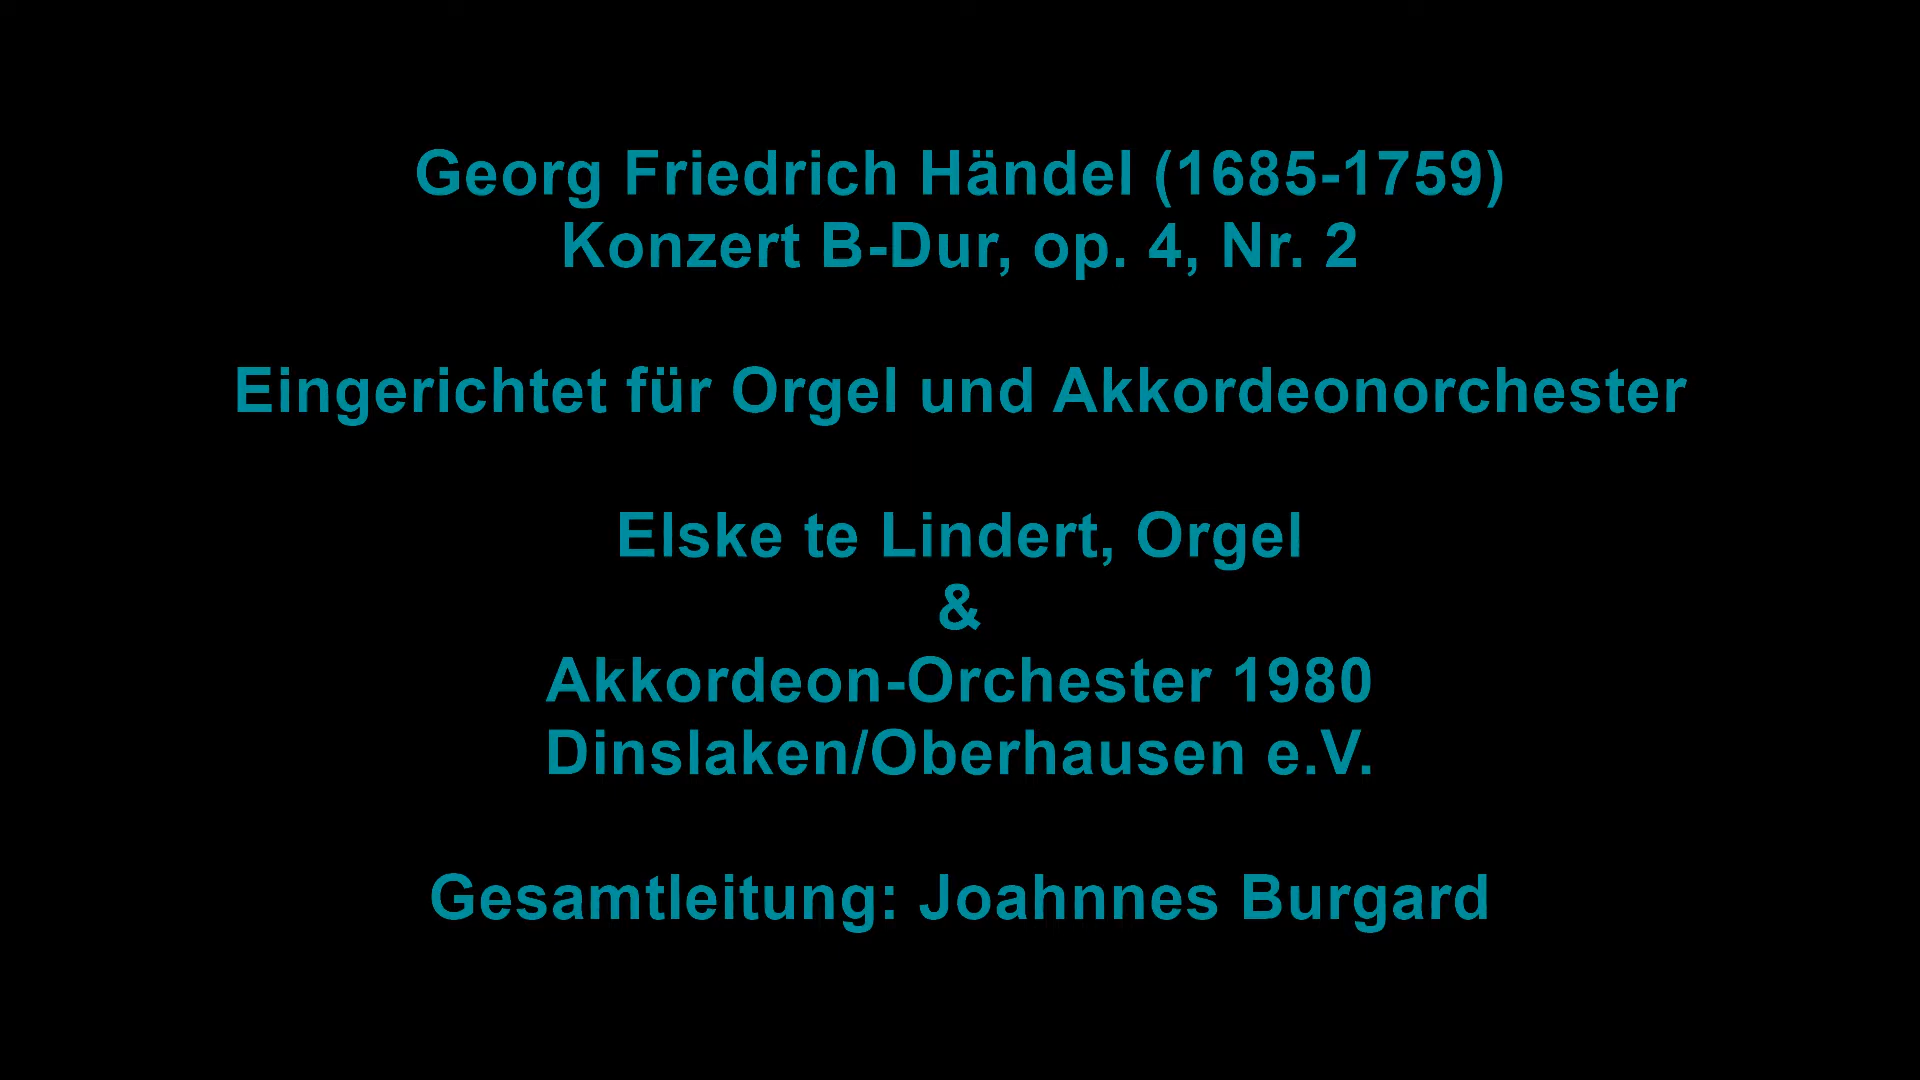 Georg Friedrich Händel (1685-1759)
Konzert B-Dur, op. 4, Nr. 2
Eingerichtet für Orgel und Akkordeonorchester
Elske te Lindert, Orgel
&
Akkordeon-Orchester 1980
Dinslaken/Oberhausen e.V.
Gesamtleitung: Joahnnes Burgard